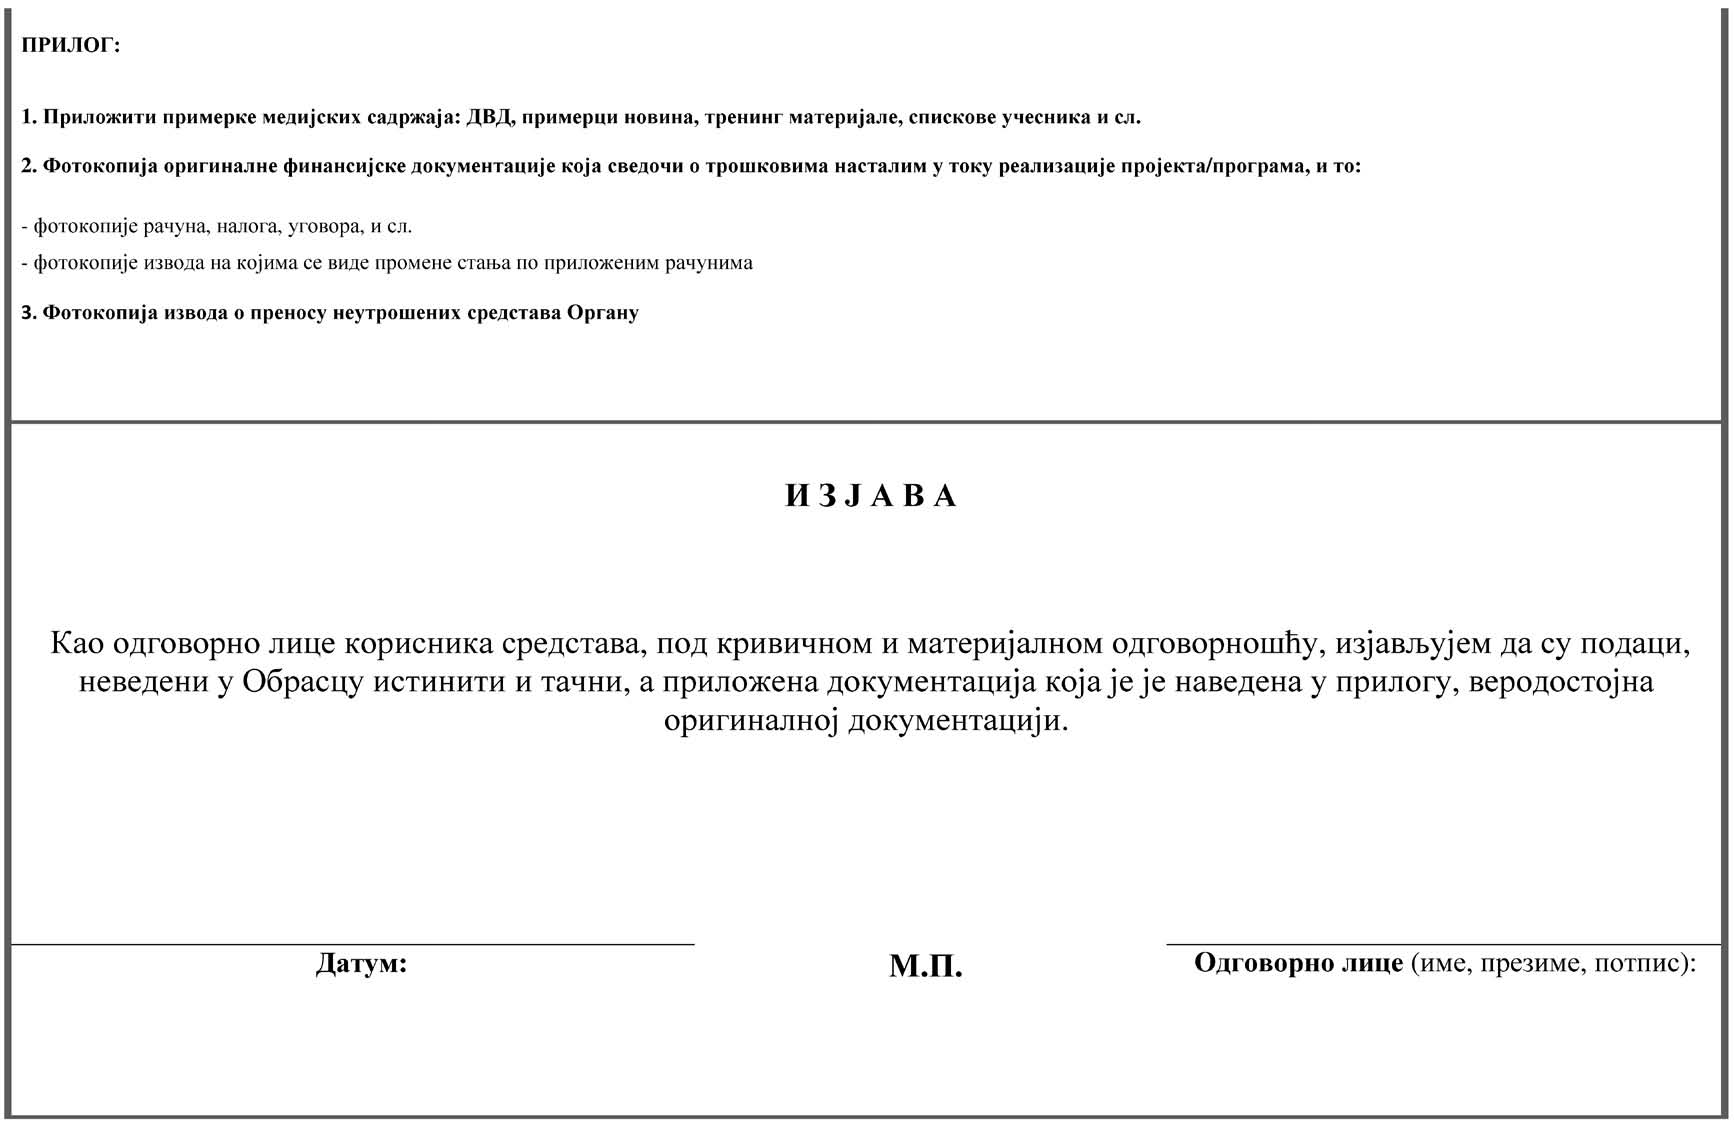 ПРИЛОГ:
1. Приложити примерке медијских садржаја: ДВД, примерци новина, тренинг материјале, спискове учесника и сл.
2. Фотокопија оригиналне финансијске документације која сведочи о трошковима насталим у току реализације пројекта/програма, и то:
- фотокопије рачуна, налога, уговора, и сл.
- фотокопије извода на којима се виде промене стања по приложеним рачунима
3. Фотокопија извода о преносу неутрошених средстава Органу
И З Ј А В А
Као одговорно лице корисника средстава, под кривичном и материјалном одговорношћу, изјављујем да су подаци,
неведени у Обрасцу истинити и тачни, а приложена документација која је је наведена у прилогу, веродостојна
оригиналној документацији.
Датум:
М.П.
Одговорно лице (име, презиме, потпис):